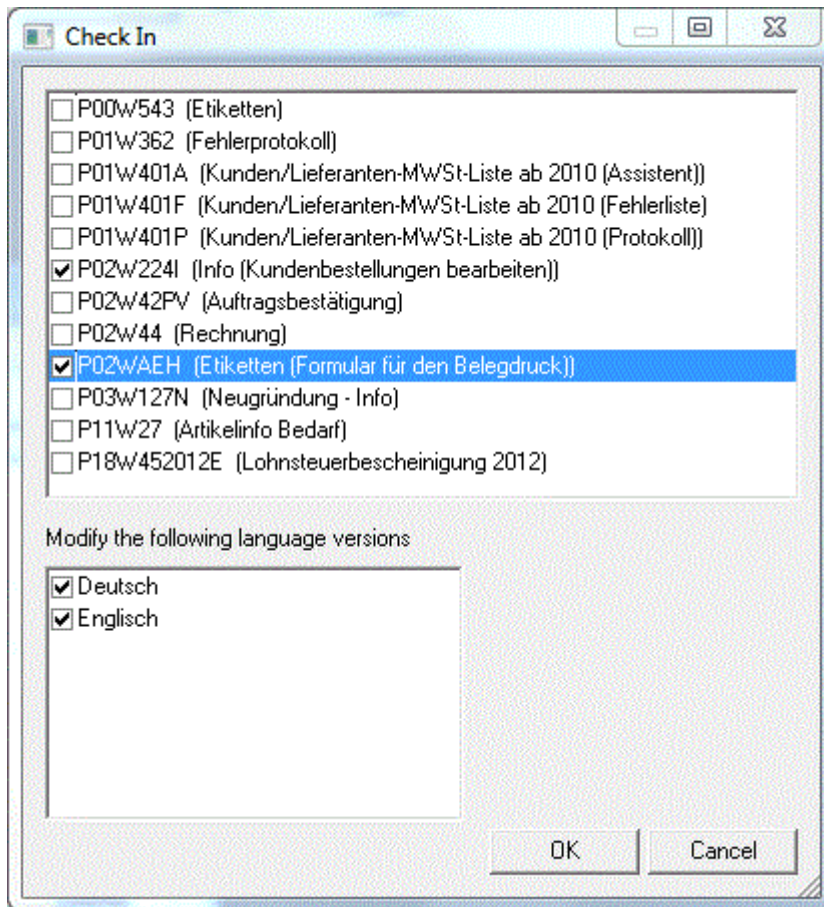 Check In
P00W543 (Etiketten)
P01W362 (Fehlerprotokoll)
P01W401A (Kunden/Lieferanten-MWSt-Liste ab 2010 (Assistent))
P01W401F (Kunden/Lieferanten-MWSt-Liste ab 2010 (Fehlerliste)
P01W401P (Kunden/Lieferanten-MWSt-Liste ab 2010 (Protokoll))
P02W224I (Info (Kundenbestellungen bearbeiten))
P02W42PV (Auftragsbestätigung)
P02W44 (Rechnung)
P02WAEH (Etiketten (Formular für den Belegdruck))
P03W127N (Neugründung - Info)
P11W27 (Artikelinfo Bedarf)
P18W452012E (Lohnsteuerbescheinigung 2012)
Modify the following language versions
Deutsch
Englisch
OK Cancel